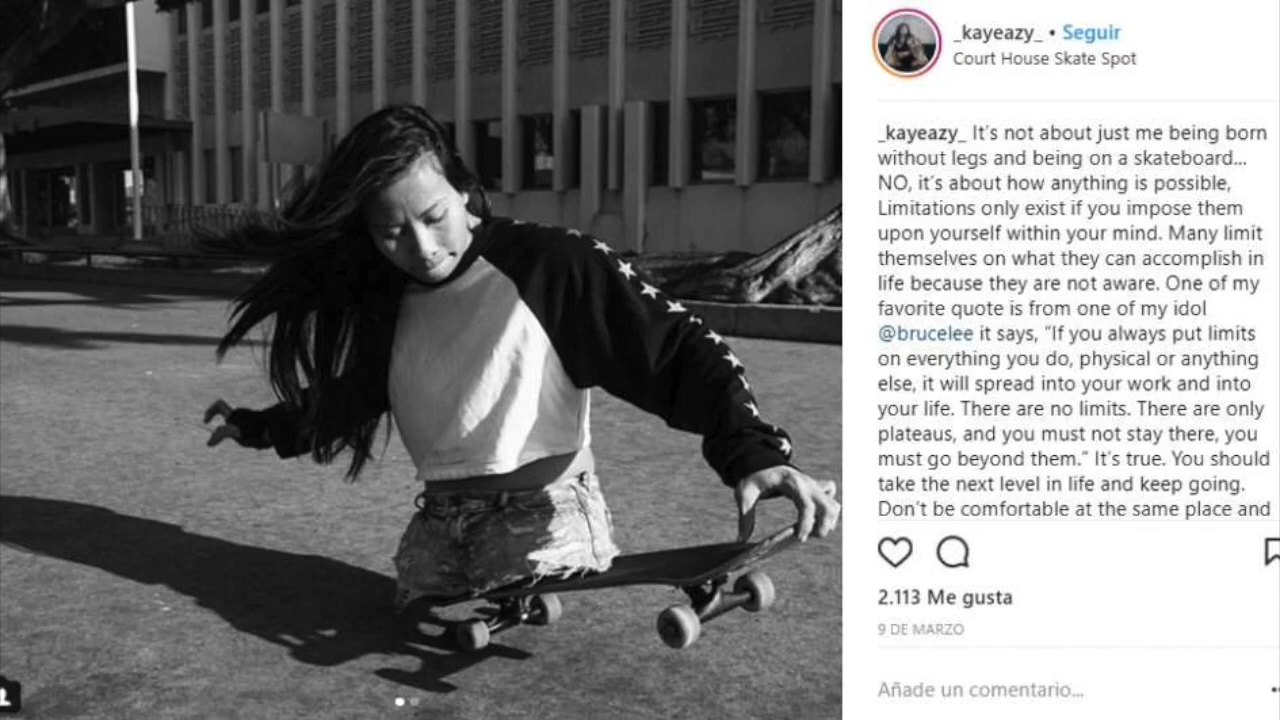 _kayeazy_ • Seguir
Court House Skate Spot
_kayeazy_ It's not about just me being born
without legs and being on a skateboard...
NO, it's about how anything is possible,
Limitations only exist if you impose them
upon yourself within your mind. Many limit
themselves on what they can accomplish in
life because they are not aware. One of my
favorite quote is from one of my idol
@brucelee it says, “If you always put limits
on everything you do, physical or anything
else, it will spread into your work and into
your life. There are no limits. There are only
plateaus, and you must not stay there, you
must go beyond them.” It's true. You should
take the next level in life and keep going.
Don't be comfortable at the same place and
2.113 Me gusta
9 DE MARZO
Añade un comentario...